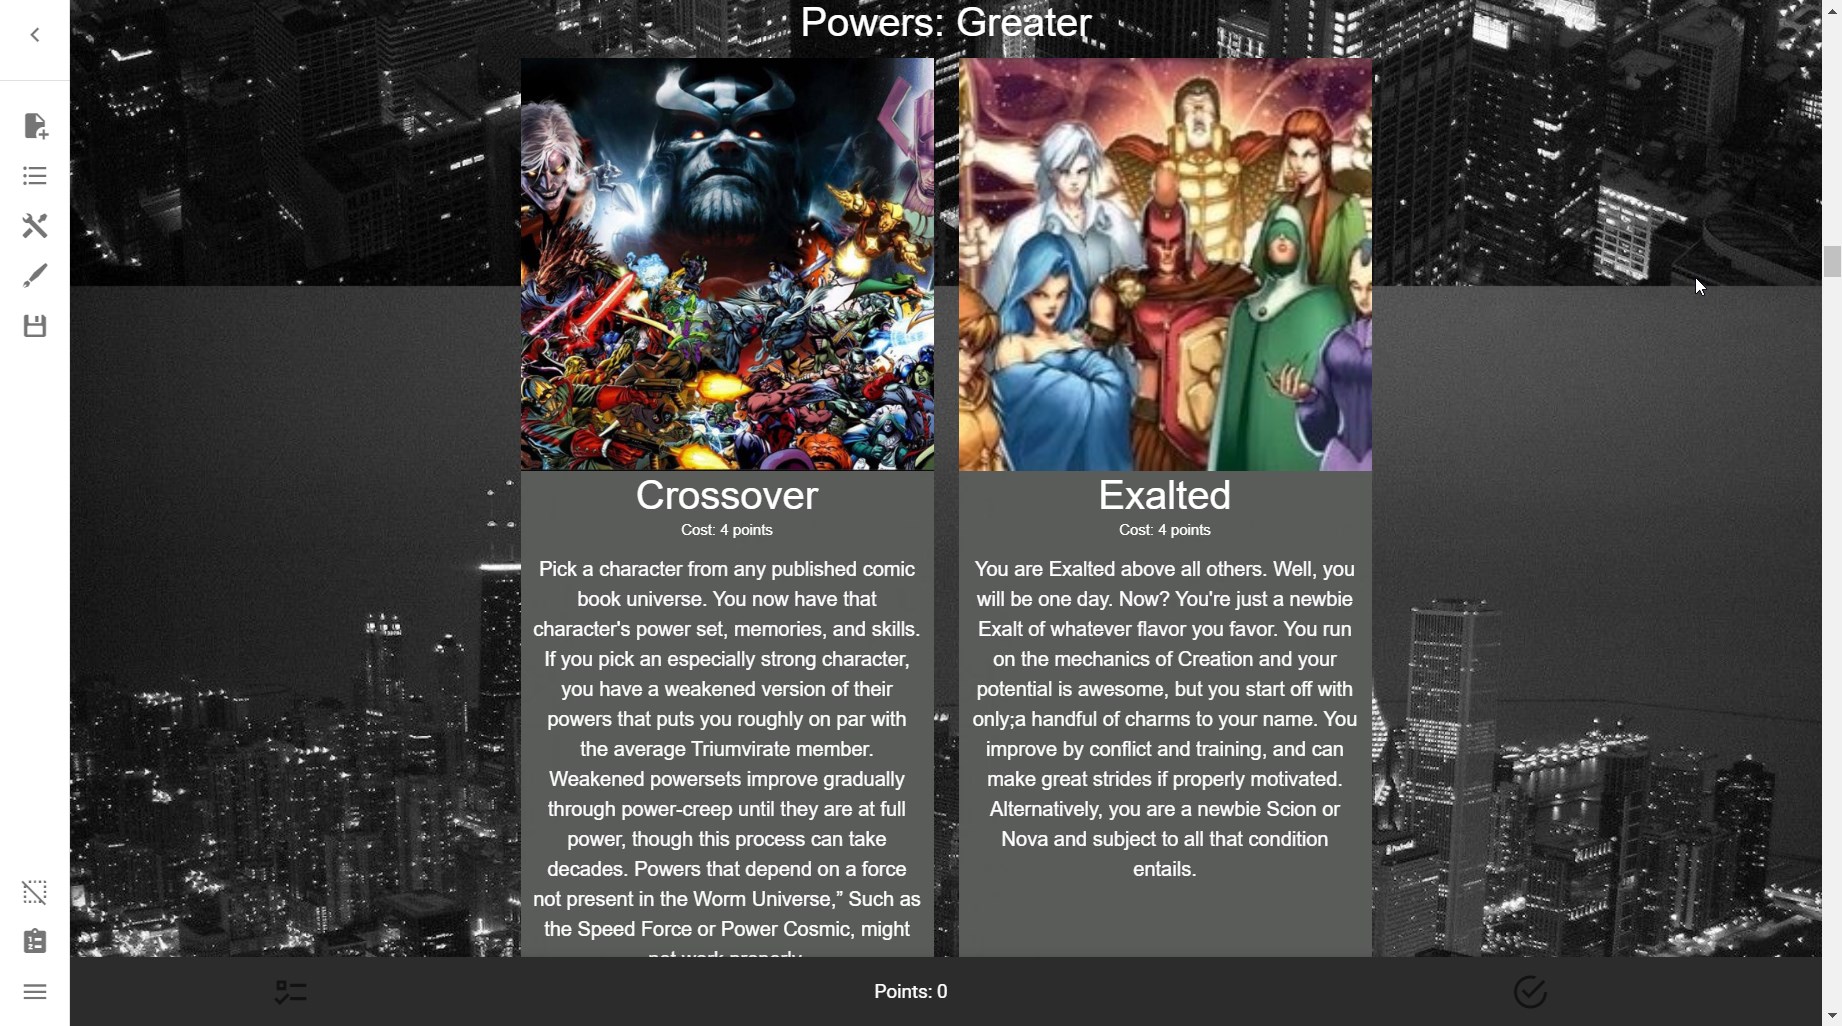 Powers: Greater
Crossover
Cost: 4 points
Pick a character from any published comic
book universe. You now have that
character's power set, memories, and skills.
If you pick an especially strong character,
you have a weakened version of their
powers that puts you roughly on par with
the average Triumvirate member.
Weakened powersets improve gradually
through power-creep until they are at full
power, though this process can take
decades. Powers that depend on a force
not present in the Worm Universe,” Such as
the Speed Force or Power Cosmic, might
not work properly.
Exalted
Cost: 4 points
You are Exalted above all others. Well, you
will be one day. Now? You're just a newbie
Exalt of whatever flavor you favor. You run
on the mechanics of Creation and your
potential is awesome, but you start off with
only;a handful of charms to your name. You
improve by conflict and training, and can
make great strides if properly motivated.
Alternatively, you are a newbie Scion or
Nova and subject to all that condition
entails.
Points: 0